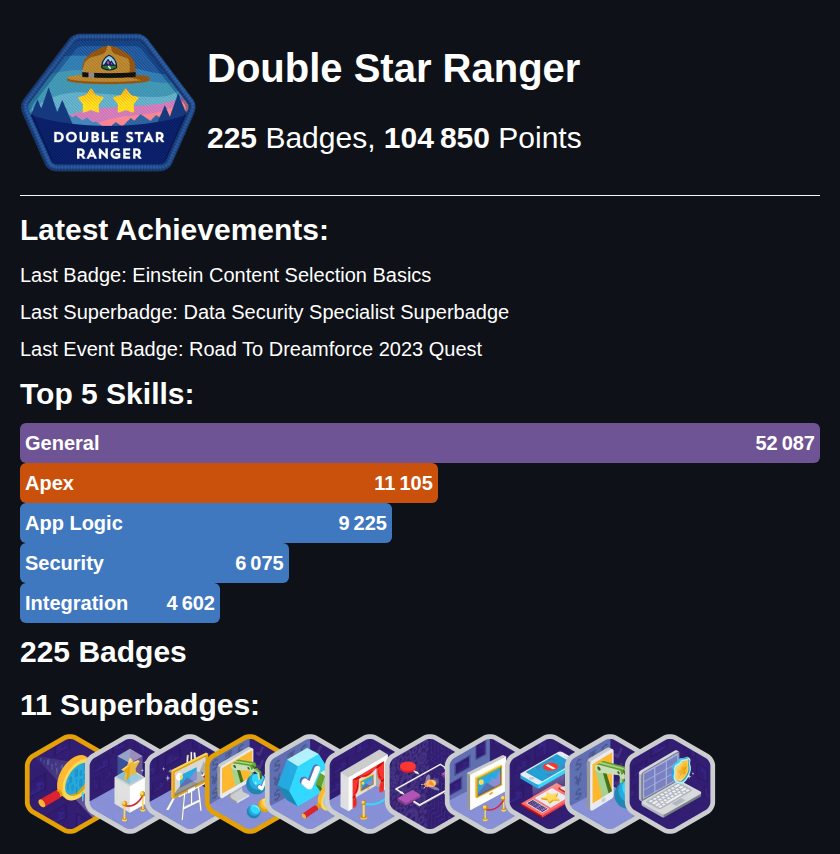 DOUBLE STAR
RANGER
Double Star Ranger
225 Badges, 104 850 Points
Latest Achievements:
Last Badge: Einstein Content Selection Basics
Last Superbadge: Data Security Specialist Superbadge
Last Event Badge: Road To Dreamforce 2023 Quest
Top 5 Skills:
General 52 087
Apex 11 105
App Logic 9 225
Security 6 075
Integration 4 602
225 Badges
11 Superbadges: